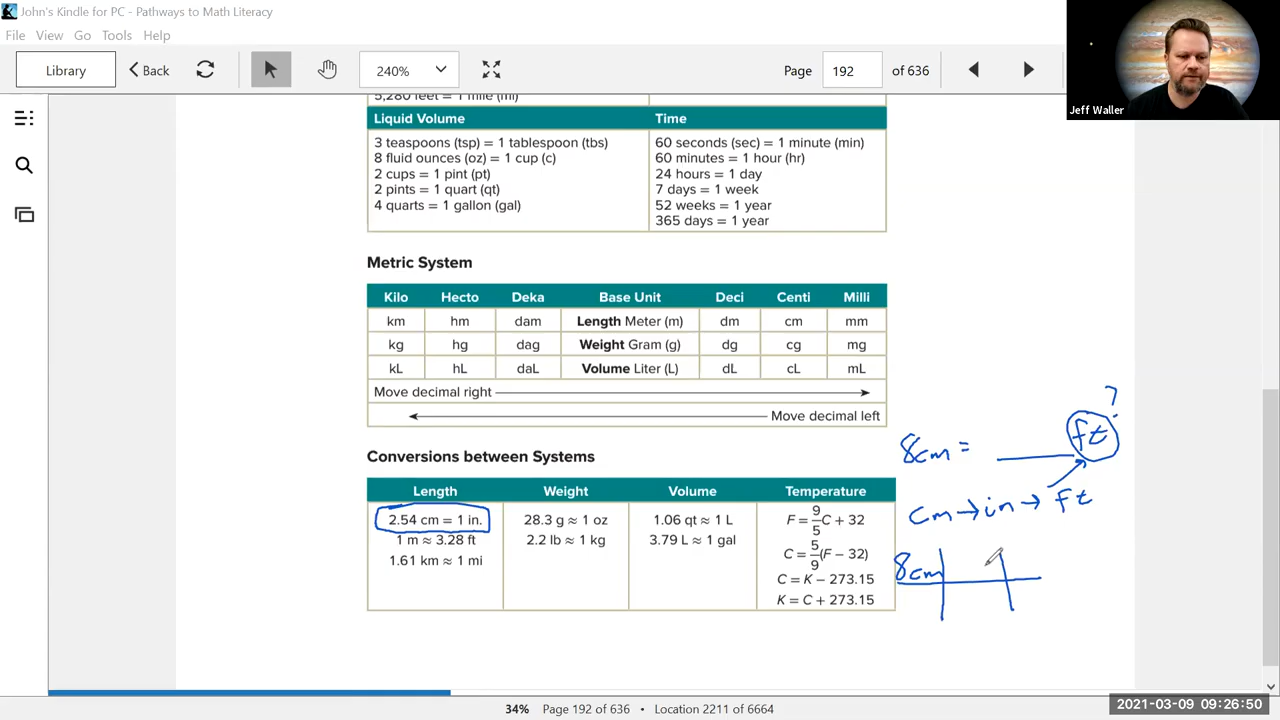 John's Kindle for PC - Pathways to Math Literacy
File View Go Tools Help
Library Back 240% Page 192 of 636
Jeff Waller
5,280 feet = 1 mile (mi)
Liquid Volume Time
3 teaspoons (tsp) = 1 tablespoon (tbs) 60 seconds (sec) = 1 minute (min)
8 fluid ounces (oz) = 1 cup (c) 60 minutes = 1 hour (hr)
2 cups = 1 pint (pt) 24 hours = 1 day
2 pints = 1 quart (qt) 7 days = 1 week
4 quarts = 1 gallon (gal) 52 weeks = 1 year
365 days = 1 year
Metric System
Kilo Hecto Deka Base Unit Deci Centi Milli
km hm dam Length Meter (m) dm cm mm
kg hg dag Weight Gram (g) dg cg mg
kL hL daL Volume Liter (L) dL cL mL
Move decimal right
Move decimal left
?
8cm = ft
Conversions between Systems
Length Weight Volume Temperature
cm → in → ft
2.54 cm = 1 in. 28.3 g ≈ 1 oz 1.06 qt ≈ 1 L F = 9/5 C + 32
1 m ≈ 3.28 ft 2.2 lb ≈ 1 kg 3.79 L ≈ 1 gal
1.61 km ≈ 1 mi C = 5/9 (F − 32)
8cm
C = K − 273.15
K = C + 273.15
34% Page 192 of 636 • Location 2211 of 6664
2021-03-09 09:26:50